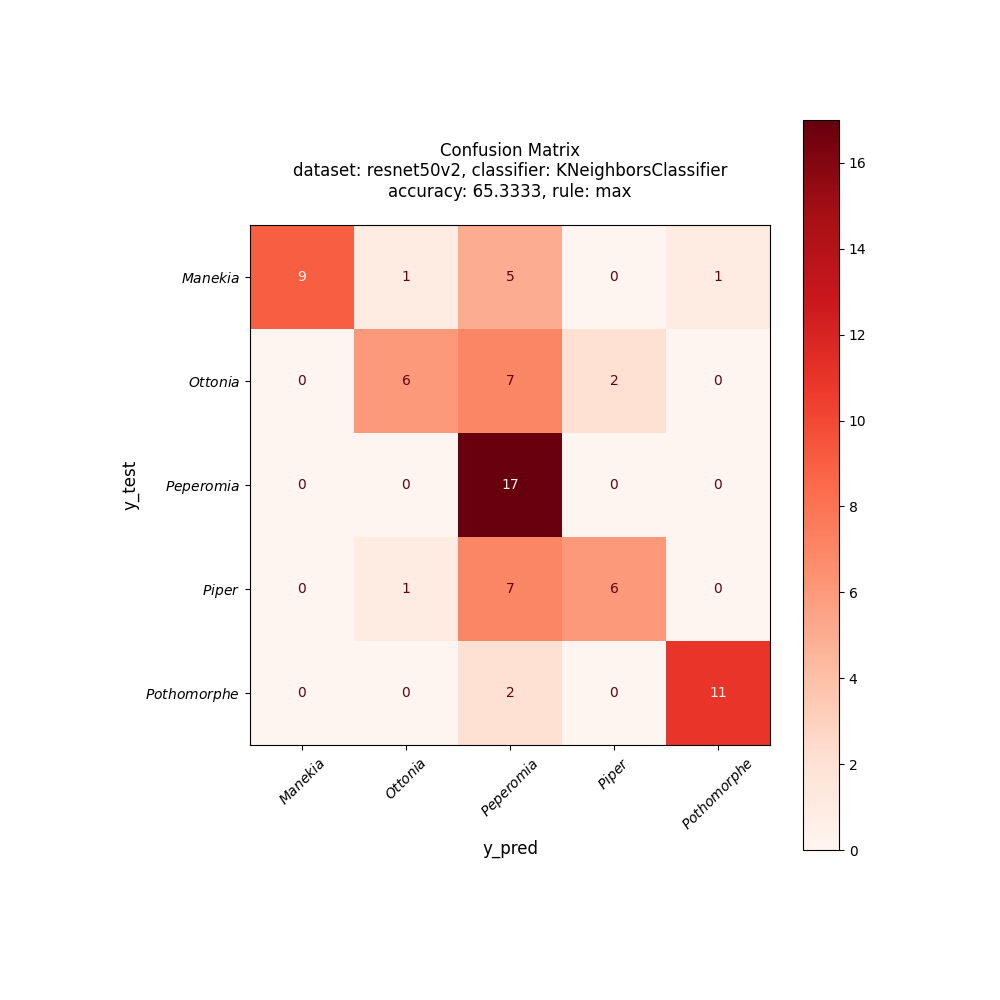 Confusion Matrix
dataset: resnet50v2, classifier: KNeighborsClassifier
accuracy: 65.3333, rule: max
Manekia 9 1 5 0 1
Ottonia 0 6 7 2 0
Peperomia 0 0 17 0 0
Piper 0 1 7 6 0
Pothomorphe 0 0 2 0 11
y_test
Manekia Ottonia Peperomia Piper Pothomorphe
y_pred
16
14
12
10
8
6
4
2
0